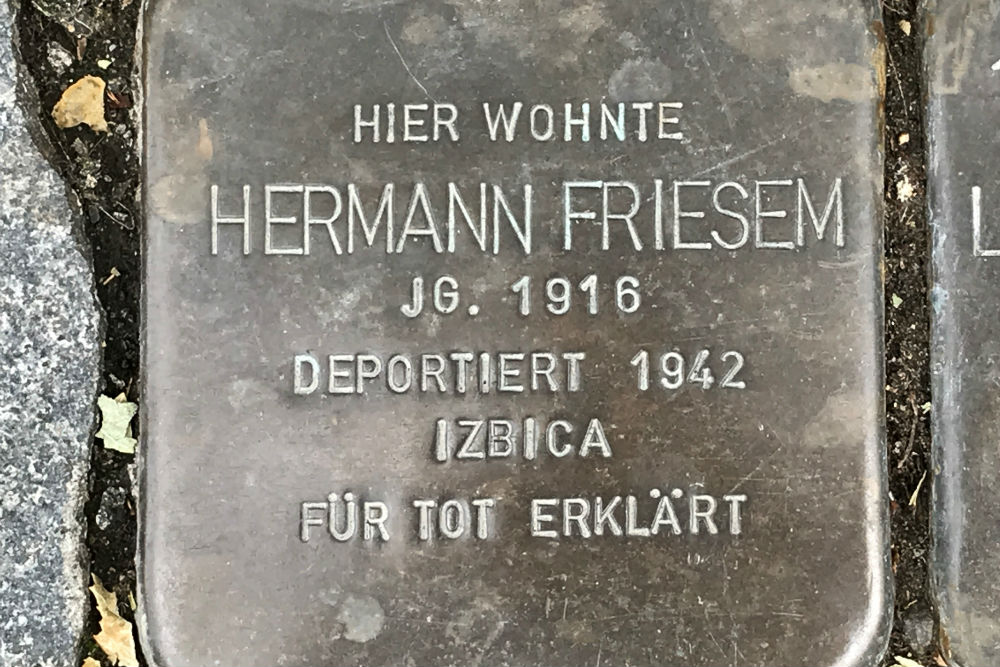 HIER WOHNTE
HERMANN FRIESEM
JG. 1916
DEPORTIERT 1942
IZBICA
FÜR TOT ERKLÄRT